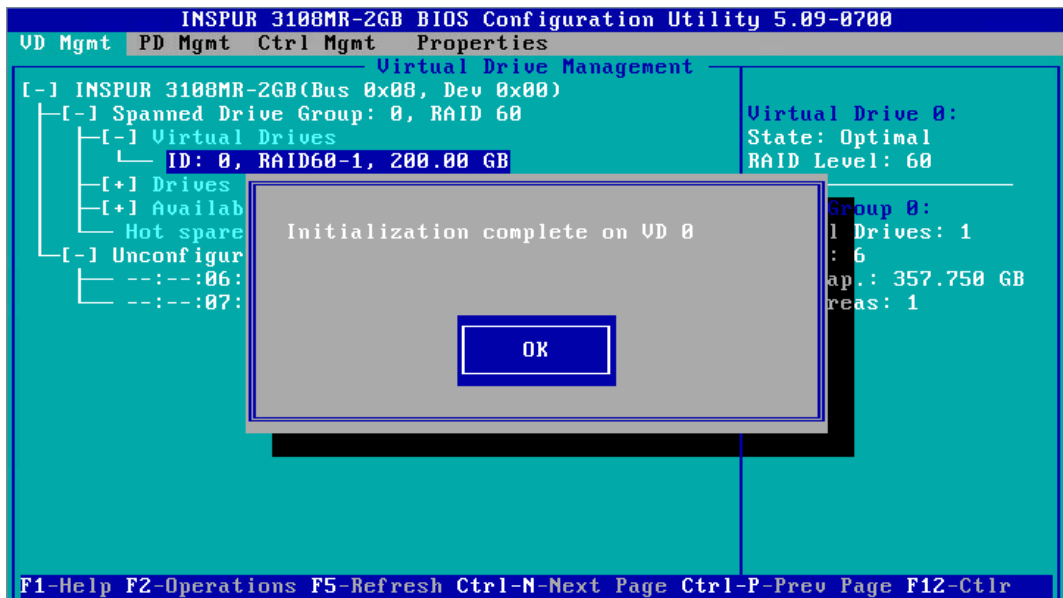 INSPUR 3108MR-2GB BIOS Configuration Utility 5.09-0700
VD Mgmt PD Mgmt Ctrl Mgmt Properties
Virtual Drive Management
[-] INSPUR 3108MR-2GB(Bus 0x08, Dev 0x00)
[-] Spanned Drive Group: 0, RAID 60
[-] Virtual Drives
ID: 0, RAID60-1, 200.00 GB
[+] Drives
[+] Availab
Hot spare
[-] Unconfigur
--:--:06:
--:--:07:
Virtual Drive 0:
State: Optimal
RAID Level: 60
roup 0:
l Drives: 1
: 6
ap.: 357.750 GB
reas: 1
Initialization complete on VD 0
OK
F1-Help F2-Operations F5-Refresh Ctrl-N-Next Page Ctrl-P-Prev Page F12-Ctlr